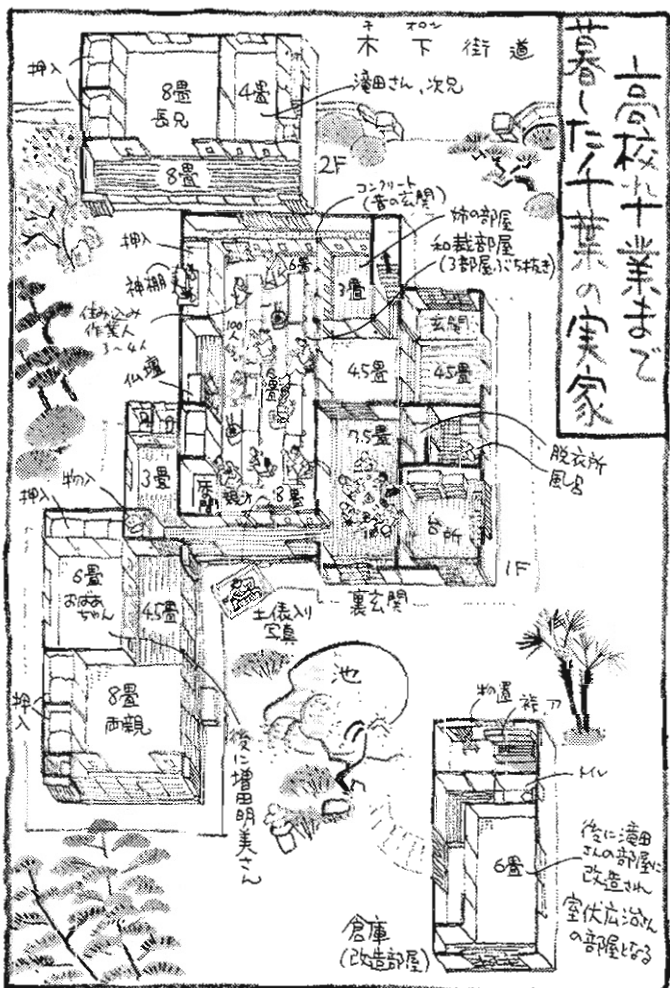 高校卒業まで
暮した千葉の実家
木下街道
オロシ
押入
8畳
長兄
4畳
滝田さん、次兄
8畳
2F
コンクリート
(昔の玄関)
姉の部屋
和裁部屋
(3部屋ぶち抜き)
押入
神棚
6畳
3畳
住み込み
作業人
3〜4人
玄関
4.5畳
4.5畳
8畳
仏壇
7.5畳
脱衣所
風呂
3畳
床の間
8畳
台所
物入
押入
1F
裏玄関
6畳
おばあ
ちゃん
4.5畳
土俵入り
写真
池
押入
8畳
両親
後に増田明美さん
物置
トイレ
6畳
後に滝田
さんの部屋に
改造され
室伏広治さん
の部屋となる
倉庫
(改造部屋)